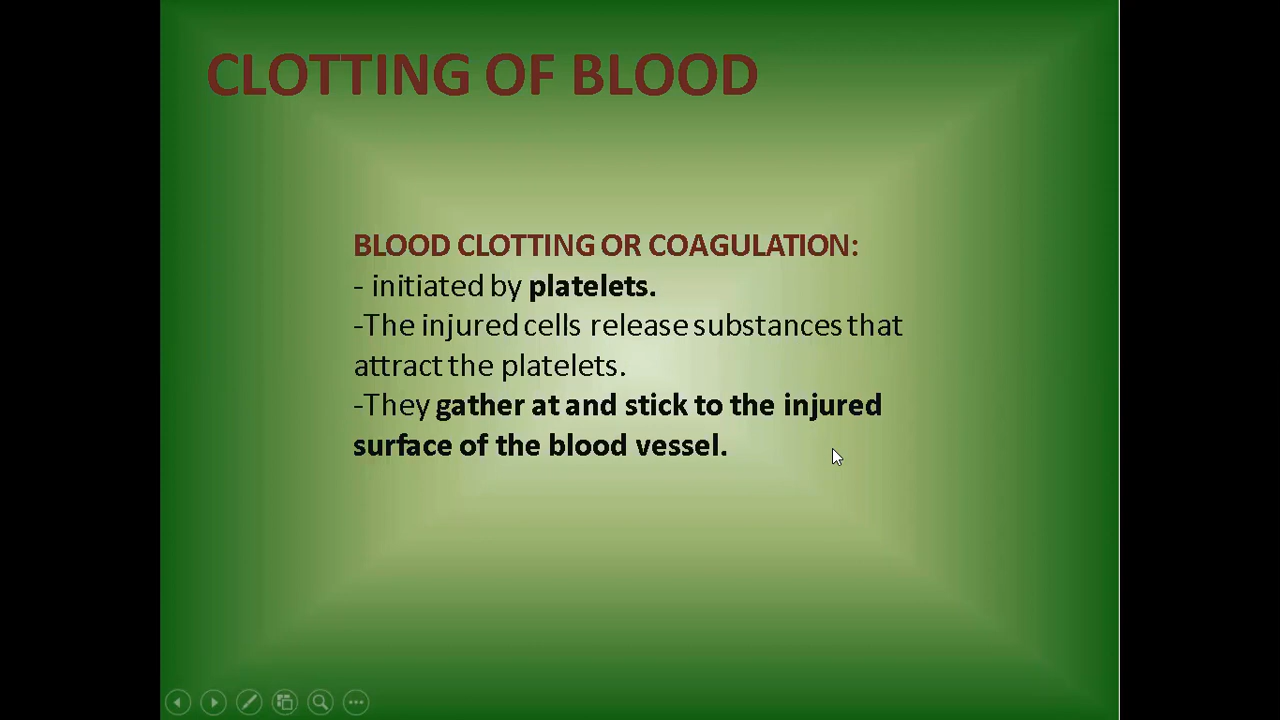 CLOTTING OF BLOOD
BLOOD CLOTTING OR COAGULATION:
- initiated by platelets.
-The injured cells release substances that
attract the platelets.
-They gather at and stick to the injured
surface of the blood vessel.